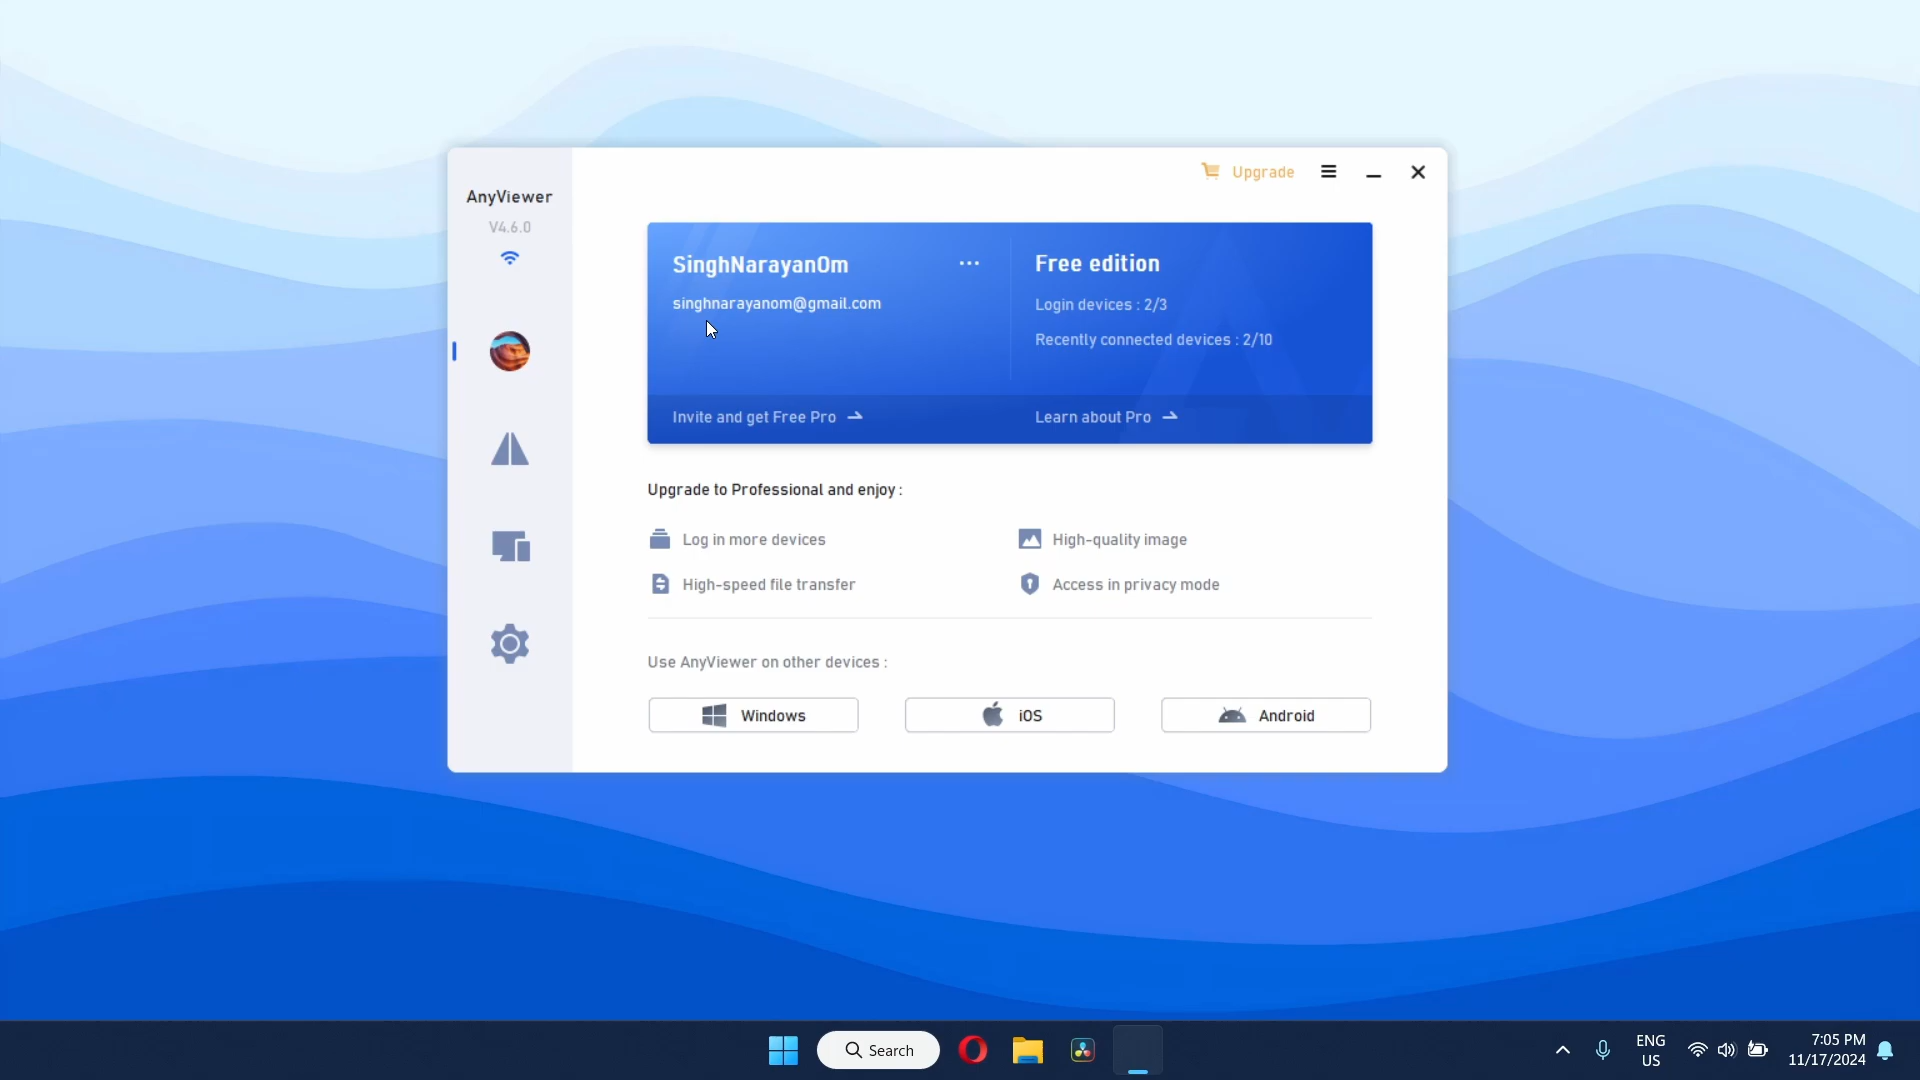 Upgrade
AnyViewer
V4.6.0
SinghNarayanOm
...
singhnarayanom@gmail.com
Free edition
Login devices : 2/3
Recently connected devices : 2/10
Invite and get Free Pro
Learn about Pro
Upgrade to Professional and enjoy :
Log in more devices
High-quality image
High-speed file transfer
Access in privacy mode
Use AnyViewer on other devices :
Windows
iOS
Android
Search
ENG
US
7:05 PM
11/17/2024